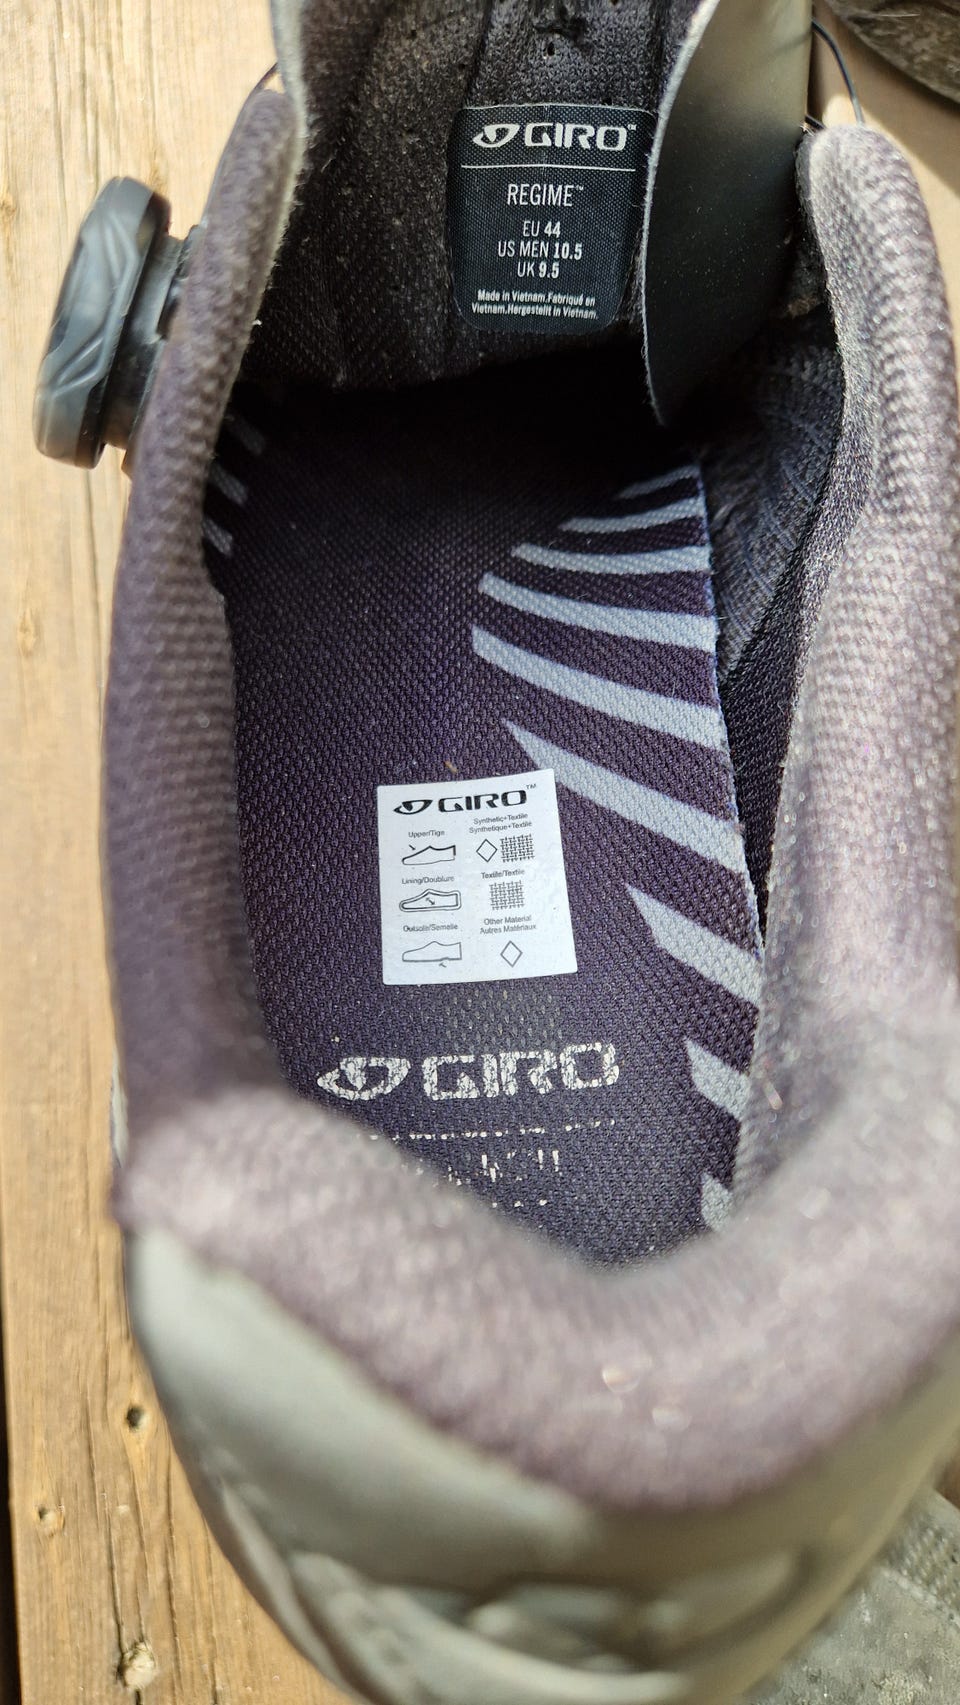 GIRO™
REGIME™
EU 44
US MEN 10.5
UK 9.5
Made in Vietnam.Fabriqué en
Vietnam.Hergestellt in Vietnam.
GIRO™
Upper/Tige
Synthetic+Textile
Synthetique+Textile
Lining/Doublure
Textile/Textile
Outsole/Semelle
Other Material
Autres Matériaux
GIRO